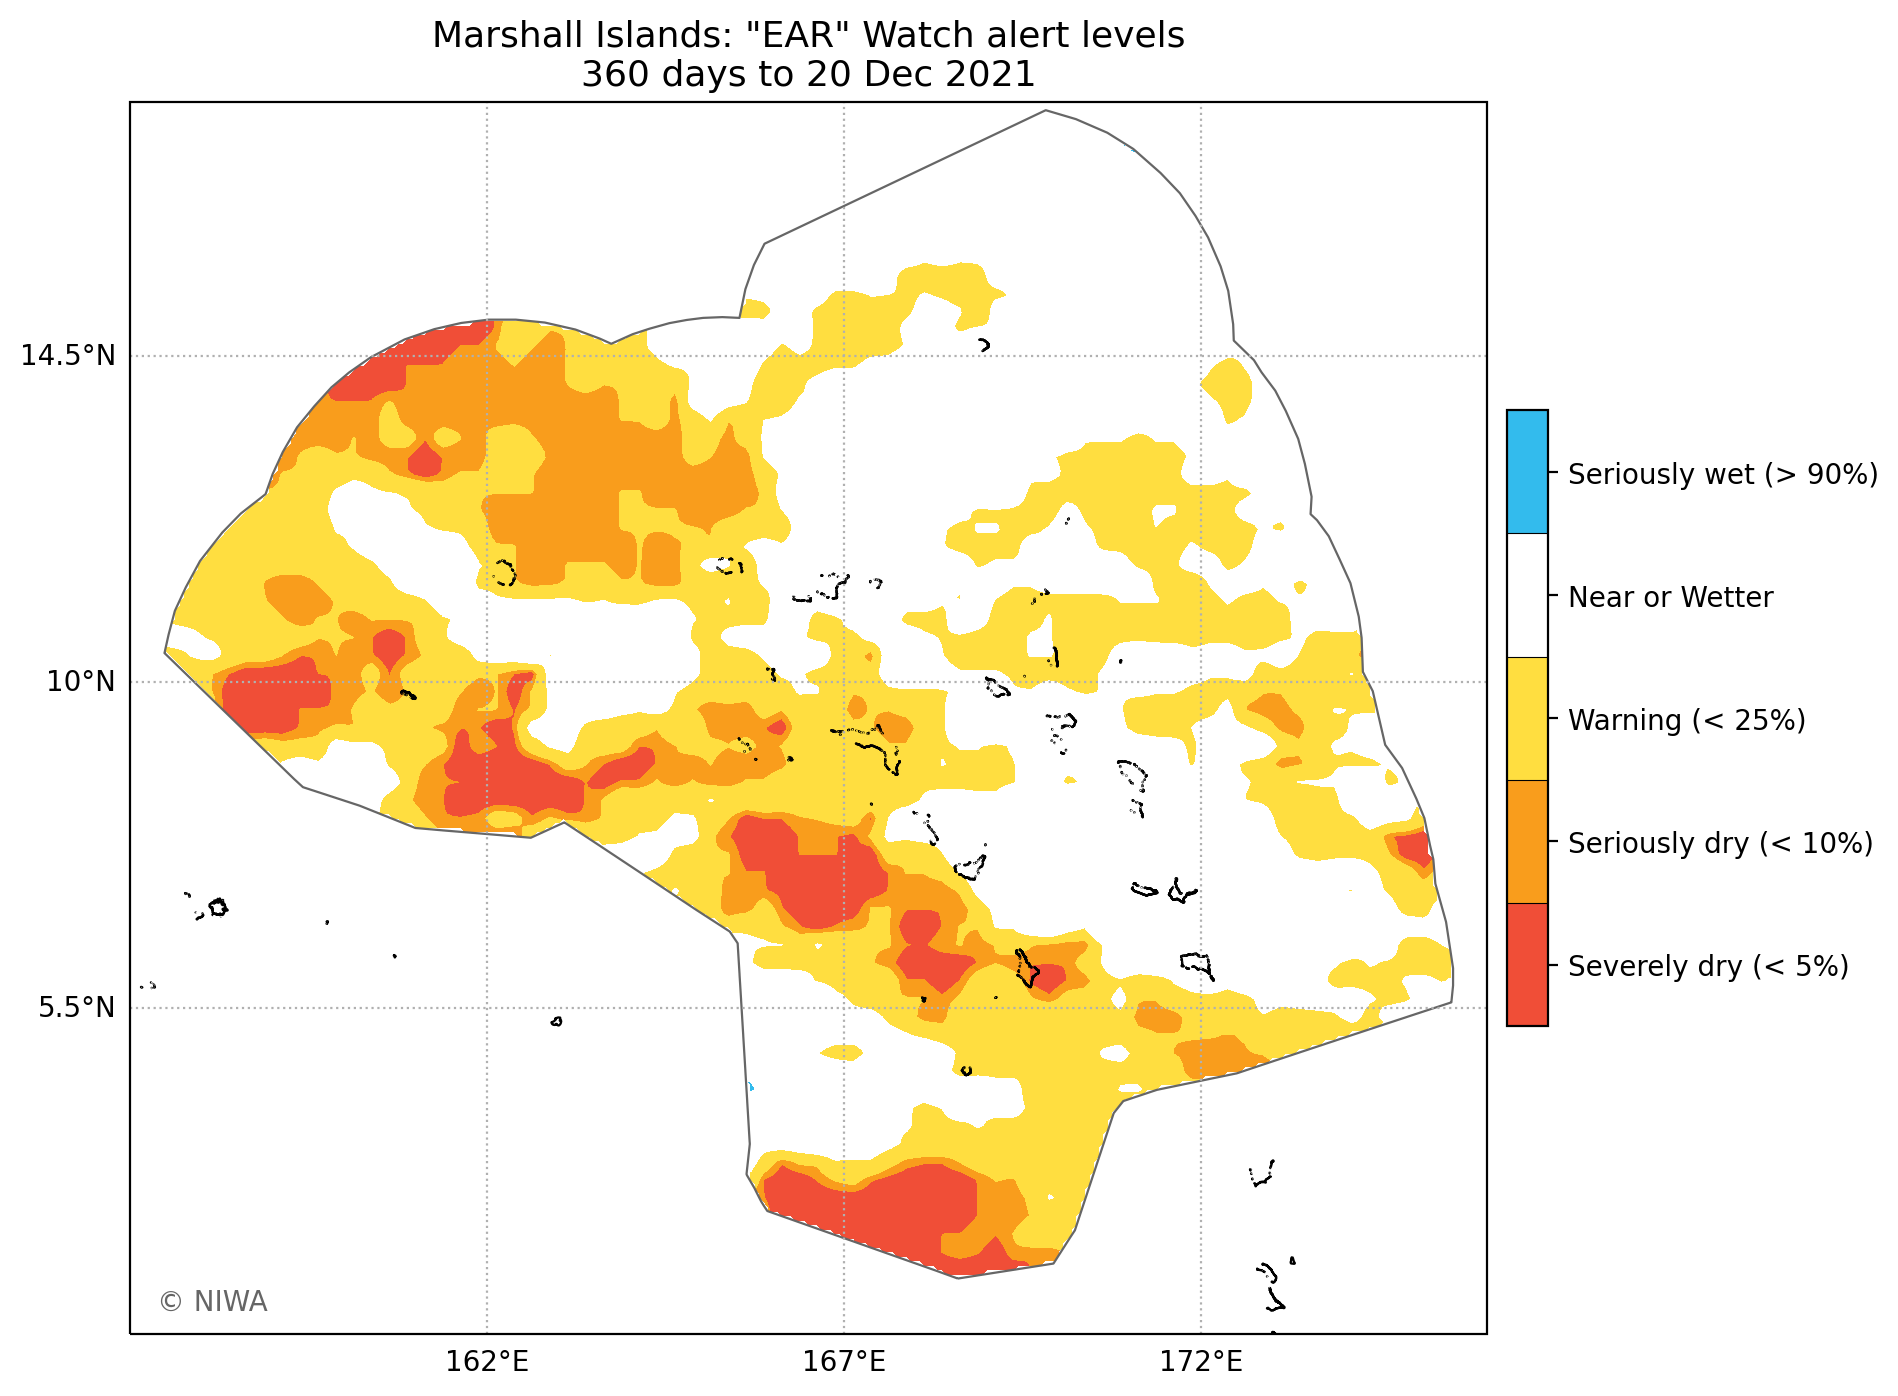 Marshall Islands: "EAR" Watch alert levels
360 days to 20 Dec 2021
14.5°N
10°N
5.5°N
162°E
167°E
172°E
Seriously wet (> 90%)
Near or Wetter
Warning (< 25%)
Seriously dry (< 10%)
Severely dry (< 5%)
© NIWA